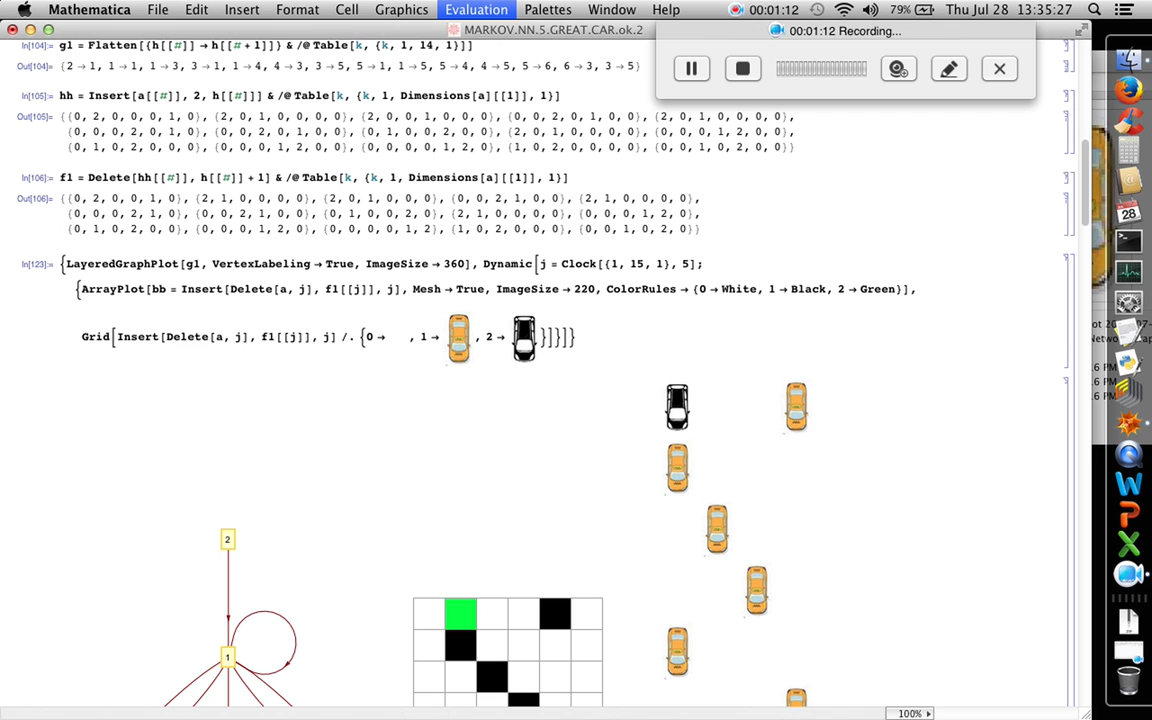 Mathematica File Edit Insert Format Cell Graphics Evaluation Palettes Window Help 00:01:12 79% Thu Jul 28 13:35:27
MARKOV.NN.5.GREAT.CAR.ok.2
00:01:12 Recording...
In[104]:= g1 = Flatten[{h[[#]] → h[[# + 1]]} & /@ Table[k, {k, 1, 14, 1}]]
Out[104]= {2 → 1, 1 → 1, 1 → 3, 3 → 1, 1 → 4, 4 → 3, 3 → 5, 5 → 1, 1 → 5, 5 → 4, 4 → 5, 5 → 6, 6 → 3, 3 → 5}
In[105]:= hh = Insert[a[[#]], 2, h[[#]]] & /@ Table[k, {k, 1, Dimensions[a][[1]], 1}]
Out[105]= {{0, 2, 0, 0, 0, 1, 0}, {2, 0, 1, 0, 0, 0, 0}, {2, 0, 0, 1, 0, 0, 0}, {0, 0, 2, 0, 1, 0, 0}, {2, 0, 1, 0, 0, 0, 0},
{0, 0, 0, 2, 0, 1, 0}, {0, 0, 2, 0, 1, 0, 0}, {0, 1, 0, 0, 2, 0, 0}, {2, 0, 1, 0, 0, 0, 0}, {0, 0, 0, 1, 2, 0, 0},
{0, 1, 0, 2, 0, 0, 0}, {0, 0, 0, 1, 2, 0, 0}, {0, 0, 0, 0, 1, 2, 0}, {1, 0, 2, 0, 0, 0, 0}, {0, 0, 1, 0, 2, 0, 0}}
In[106]:= f1 = Delete[hh[[#]], h[[#]] + 1] & /@ Table[k, {k, 1, Dimensions[a][[1]], 1}]
Out[106]= {{0, 2, 0, 0, 1, 0}, {2, 1, 0, 0, 0, 0}, {2, 0, 1, 0, 0, 0}, {0, 0, 2, 1, 0, 0}, {2, 1, 0, 0, 0, 0},
{0, 0, 0, 2, 1, 0}, {0, 0, 2, 1, 0, 0}, {0, 1, 0, 0, 2, 0}, {2, 1, 0, 0, 0, 0}, {0, 0, 0, 1, 2, 0},
{0, 1, 0, 2, 0, 0}, {0, 0, 0, 1, 2, 0}, {0, 0, 0, 0, 1, 2}, {1, 0, 2, 0, 0, 0}, {0, 0, 1, 0, 2, 0}}
In[123]:= {LayeredGraphPlot[g1, VertexLabeling → True, ImageSize → 360], Dynamic[j = Clock[{1, 15, 1}, 5];
{ArrayPlot[bb = Insert[Delete[a, j], f1[[j]], j], Mesh → True, ImageSize → 220, ColorRules → {0 → White, 1 → Black, 2 → Green}],
Grid[Insert[Delete[a, j], f1[[j]], j] /. {0 → , 1 → , 2 → }]}]}
2
1
28
100%